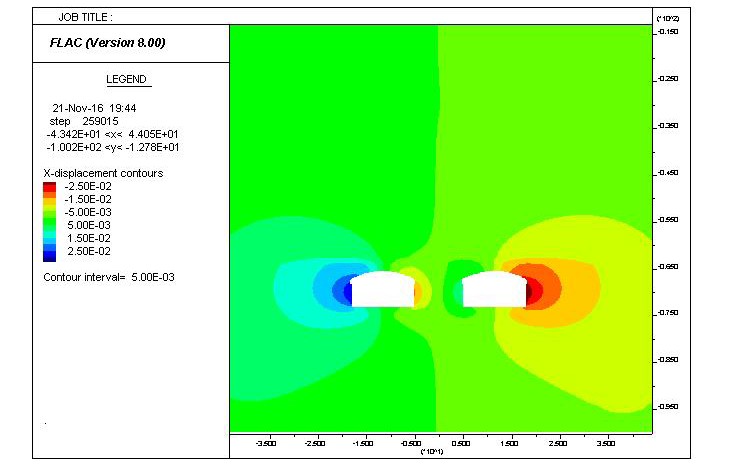 JOB TITLE :
FLAC (Version 8.00)
LEGEND
21-Nov-16 19:44
step 259015
-4.342E+01 <x< 4.405E+01
-1.002E+02 <y< -1.278E+01
X-displacement contours
-2.50E-02
-1.50E-02
-5.00E-03
5.00E-03
1.50E-02
2.50E-02
Contour interval= 5.00E-03
(*10^2)
-0.150
-0.250
-0.350
-0.450
-0.550
-0.650
-0.750
-0.850
-0.950
-3.500 -2.500 -1.500 -0.500 0.500 1.500 2.500 3.500
(*10^1)